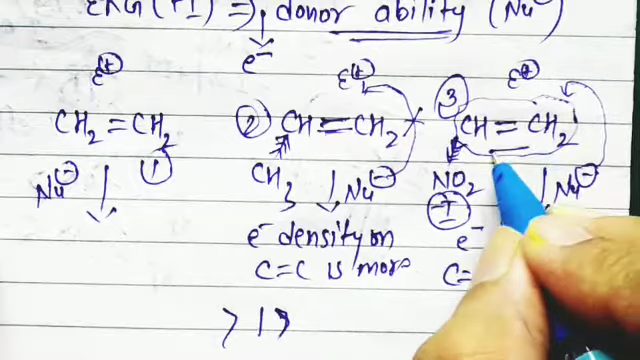 ERG (+I) ⇒ donor ability (Nu⊖)
e⁻
E⊕ E⊕ E⊕
CH₂=CH₂ ② CH=CH₂ ③ CH=CH₂
Nu⊖ ① CH₃ Nu⊖ NO₂ Nu⊖
e⁻ density on -I e⁻
C=C is more C=
> 1 >